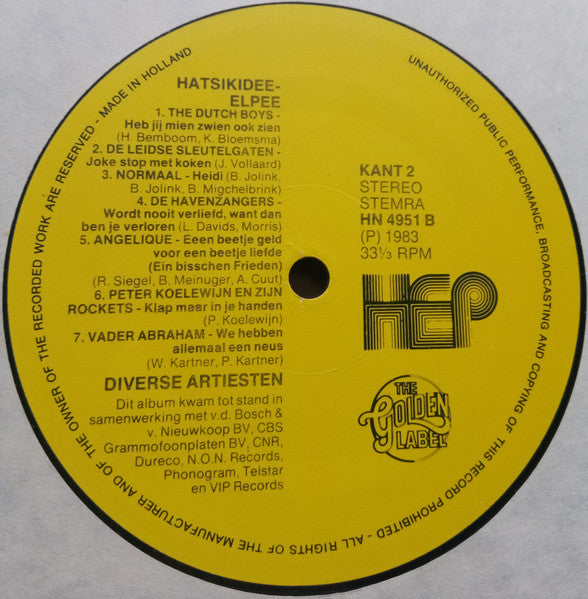 HATSIKIDEE-
ELPEE
1. THE DUTCH BOYS -
Heb jij mien zwien ook zien
(H. Bemboom, K. Bloemsma)
2. DE LEIDSE SLEUTELGATEN -
Joke stop met koken (J. Vollaard)
3. NORMAAL - Heidi (B. Jolink,
B. Jolink, B. Migchelbrink)
4. DE HAVENZANGERS -
Wordt nooit verliefd, want dan
ben je verloren (L. Davids, Morris)
5. ANGELIQUE - Eeen beetje geld
voor een beetje liefde
(Ein bisschen Frieden)
(R. Siegel, B. Meinuger, A. Cuut)
6. PETER KOELEWIJN EN ZIJN
ROCKETS - Klap maar in je handen
(P. Koelewijn)
7. VADER ABRAHAM - We hebben
allemaal een neus
(W. Kartner, P. Kartner)
DIVERSE ARTIESTEN
Dit album kwam tot stand in
samenwerking met v.d. Bosch &
v. Nieuwkoop BV, CBS
Grammofoonplaten BV, CNR,
Dureco, N.O.N. Records,
Phonogram, Telstar
en VIP Records
KANT 2
STEREO
STEMRA
HN 4951 B
(P) 1983
33⅓ RPM
HEP
THE
GOLDEN
LABEL
UNAUTHORIZED PUBLIC PERFORMANCE, BROADCASTING AND COPYING OF THIS RECORD PROHIBITED - ALL RIGHTS OF THE MANUFACTURER AND OF THE OWNER OF THE RECORDED WORK ARE RESERVED - MADE IN HOLLAND